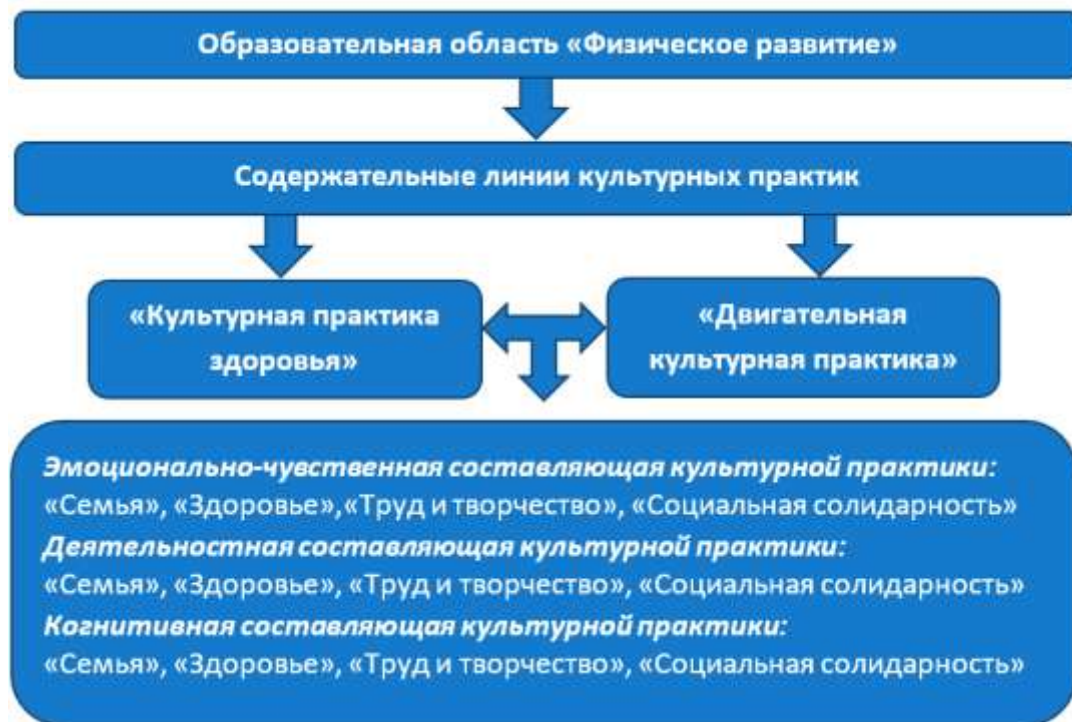 Образовательная область «Физическое развитие»
Содержательные линии культурных практик
«Культурная практика
здоровья»
«Двигательная
культурная практика»
Эмоционально-чувственная составляющая культурной практики:
«Семья», «Здоровье»,«Труд и творчество», «Социальная солидарность»
Деятельностная составляющая культурной практики:
«Семья», «Здоровье», «Труд и творчество», «Социальная солидарность»
Когнитивная составляющая культурной практики:
«Семья», «Здоровье», «Труд и творчество», «Социальная солидарность»